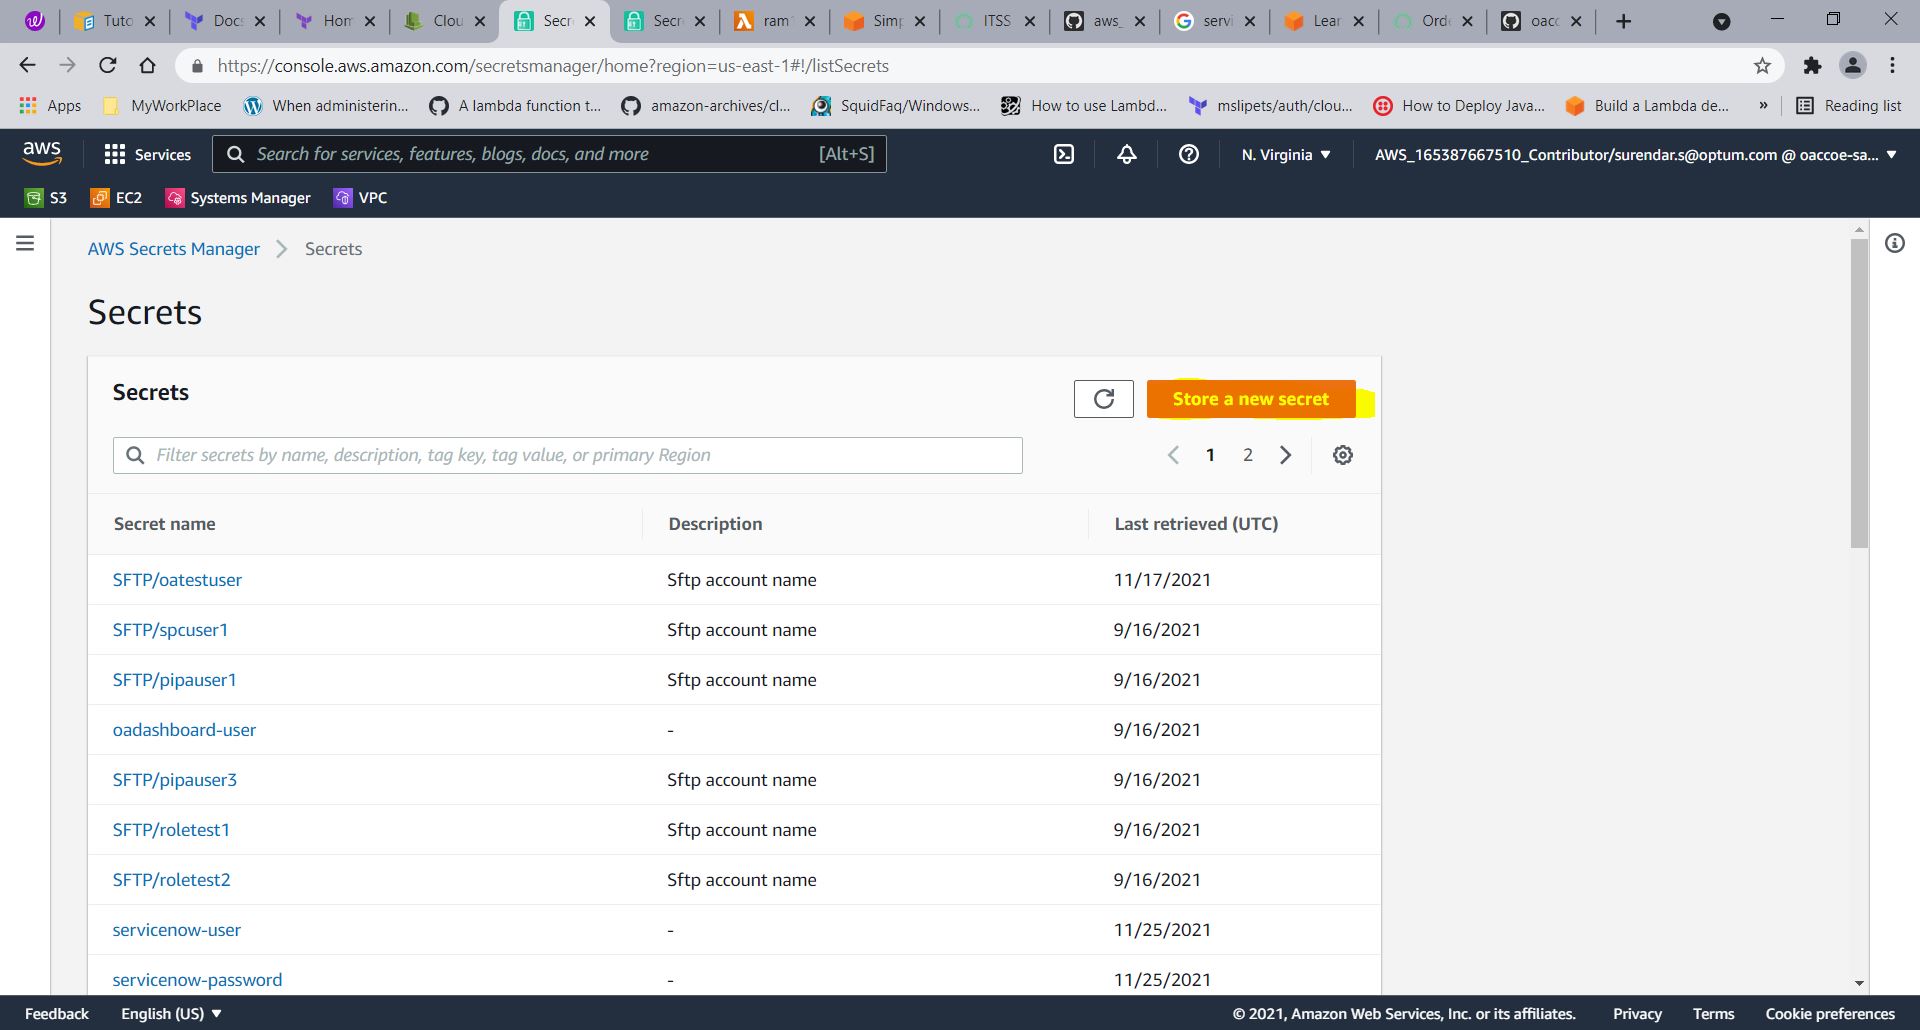 Tuto
Docs
Hom
Clou
Secre
Secre
ram
Simp
ITSS
aws_
servi
Lear
Orde
oacc
https://console.aws.amazon.com/secretsmanager/home?region=us-east-1#!/listSecrets
Apps
MyWorkPlace
When administerin...
A lambda function t...
amazon-archives/cl...
SquidFaq/Windows...
How to use Lambd...
mslipets/auth/clou...
How to Deploy Java...
Build a Lambda de...
»
Reading list
aws
Services
Search for services, features, blogs, docs, and more [Alt+S]
N. Virginia
AWS_165387667510_Contributor/surendar.s@optum.com @ oaccoe-sa...
S3
EC2
Systems Manager
VPC
AWS Secrets Manager > Secrets
Secrets
Secrets
Store a new secret
Filter secrets by name, description, tag key, tag value, or primary Region
1 2
Secret name Description Last retrieved (UTC)
SFTP/oatestuser Sftp account name 11/17/2021
SFTP/spcuser1 Sftp account name 9/16/2021
SFTP/pipauser1 Sftp account name 9/16/2021
oadashboard-user - 9/16/2021
SFTP/pipauser3 Sftp account name 9/16/2021
SFTP/roletest1 Sftp account name 9/16/2021
SFTP/roletest2 Sftp account name 9/16/2021
servicenow-user - 11/25/2021
servicenow-password - 11/25/2021
Feedback English (US) © 2021, Amazon Web Services, Inc. or its affiliates. Privacy Terms Cookie preferences